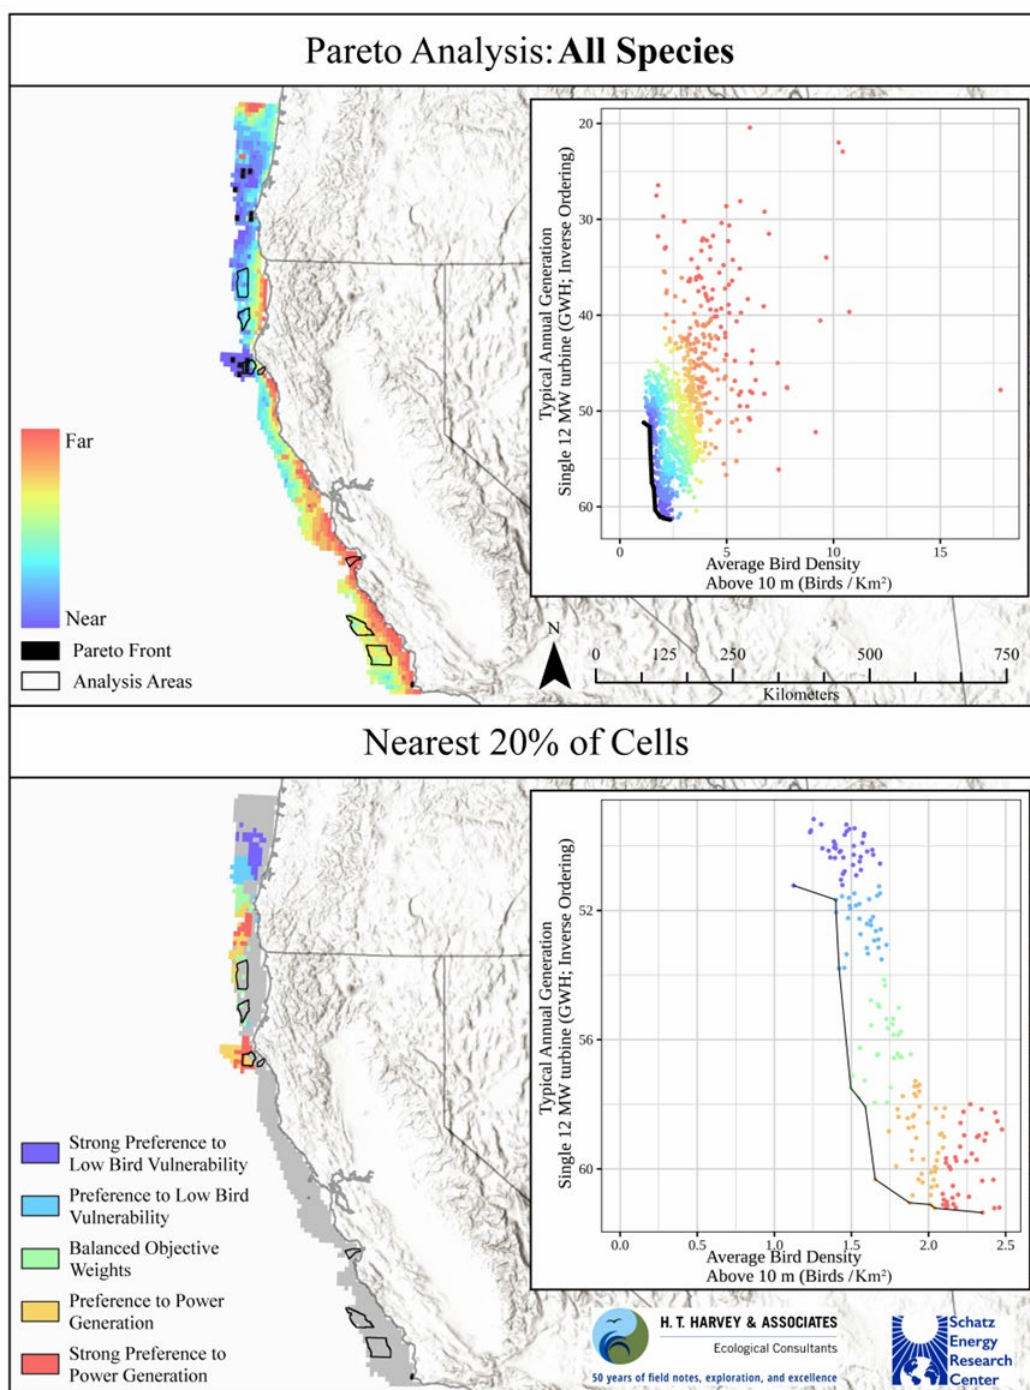 Pareto Analysis: All Species
Far
Near
Pareto Front
Analysis Areas
Typical Annual Generation
Single 12 MW turbine (GWH; Inverse Ordering)
20
30
40
50
60
0
5
10
15
Average Bird Density
Above 10 m (Birds / Km²)
N
0
125
250
500
750
Kilometers
Nearest 20% of Cells
Strong Preference to
Low Bird Vulnerability
Preference to Low Bird
Vulnerability
Balanced Objective
Weights
Preference to Power
Generation
Strong Preference to
Power Generation
Typical Annual Generation
Single 12 MW turbine (GWH; Inverse Ordering)
52
56
60
0.0
0.5
1.0
1.5
2.0
2.5
Average Bird Density
Above 10 m (Birds / Km²)
H. T. HARVEY & ASSOCIATES
Ecological Consultants
50 years of field notes, exploration, and excellence
Schatz
Energy
Research
Center